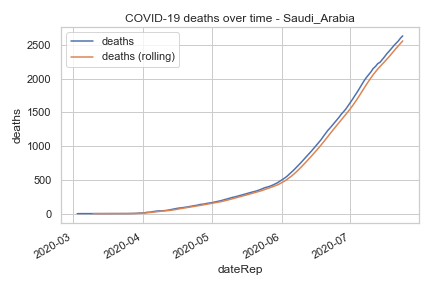 COVID-19 deaths over time - Saudi_Arabia
deaths
deaths (rolling)
2500
2000
1500
1000
500
0
deaths
2020-03
2020-04
2020-05
2020-06
2020-07
dateRep